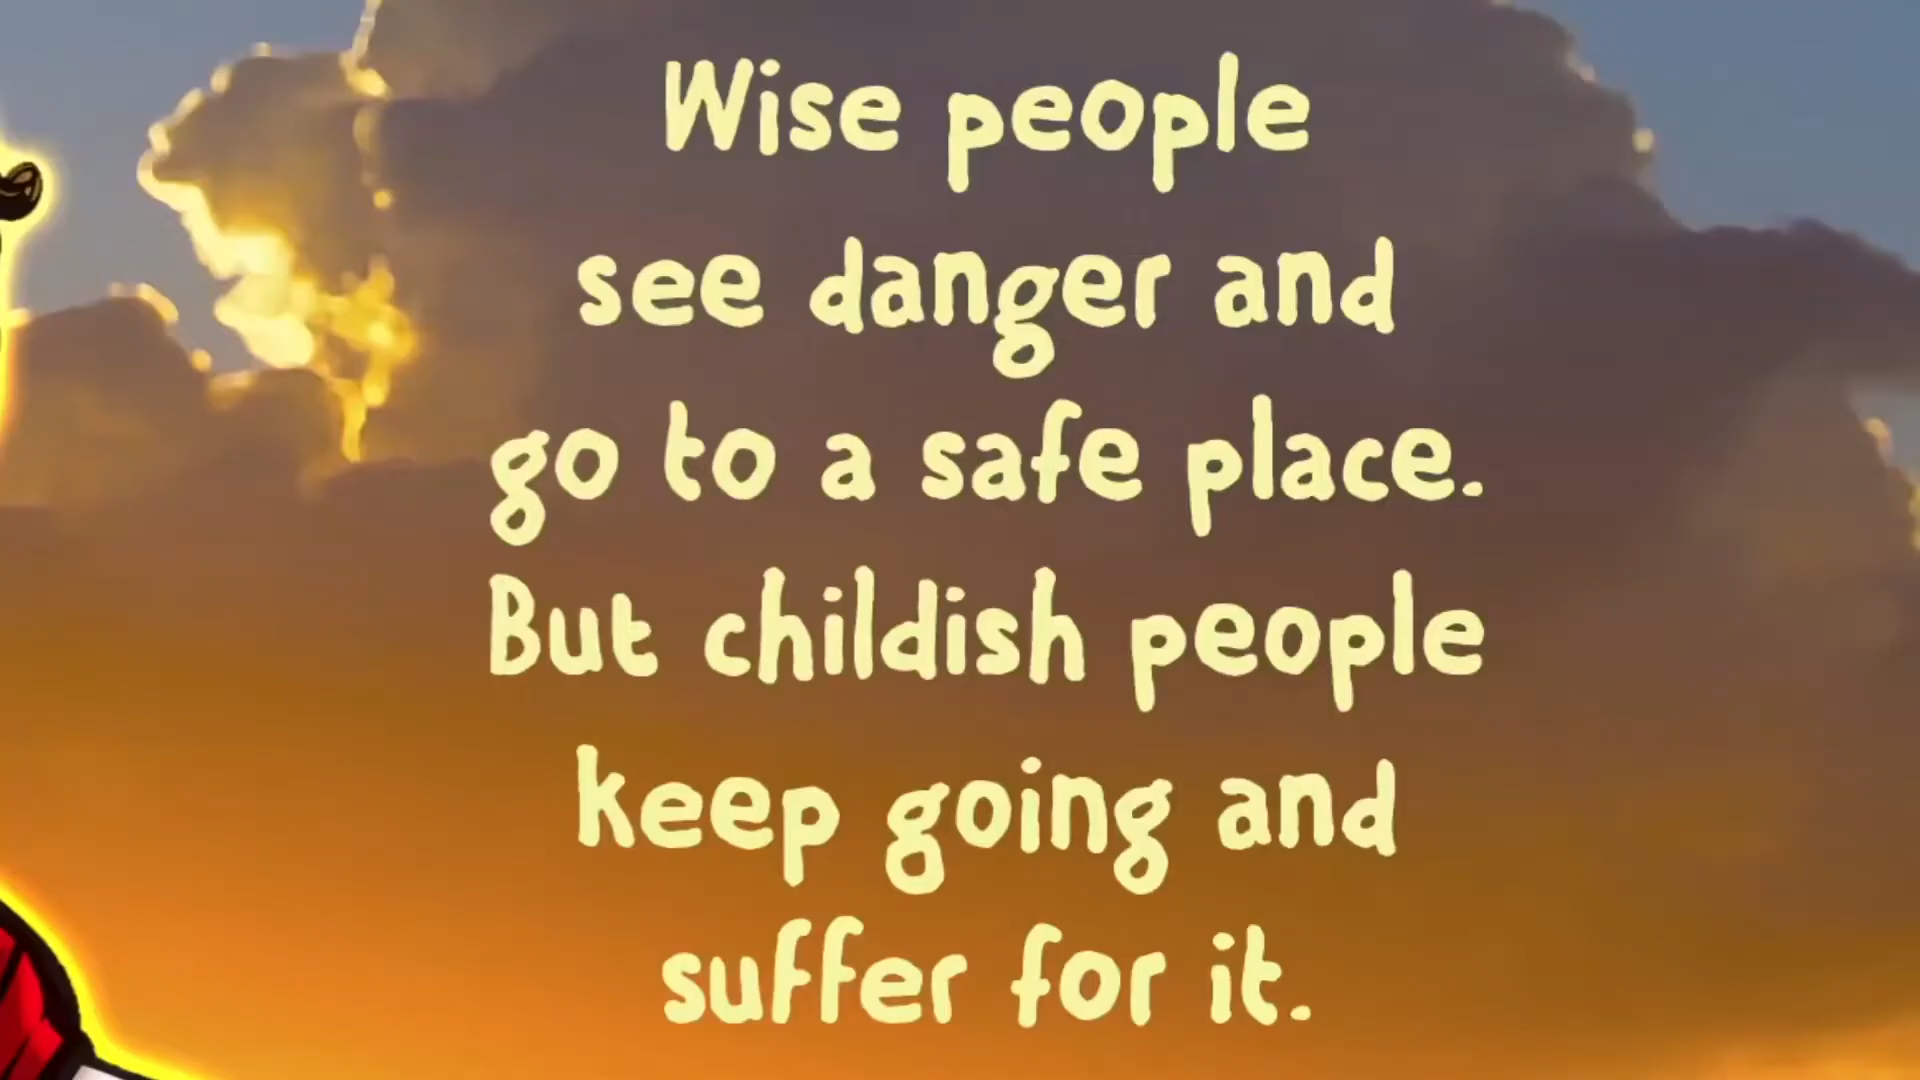 Wise people
see danger and
go to a safe place.
But childish people
keep going and
suffer for it.